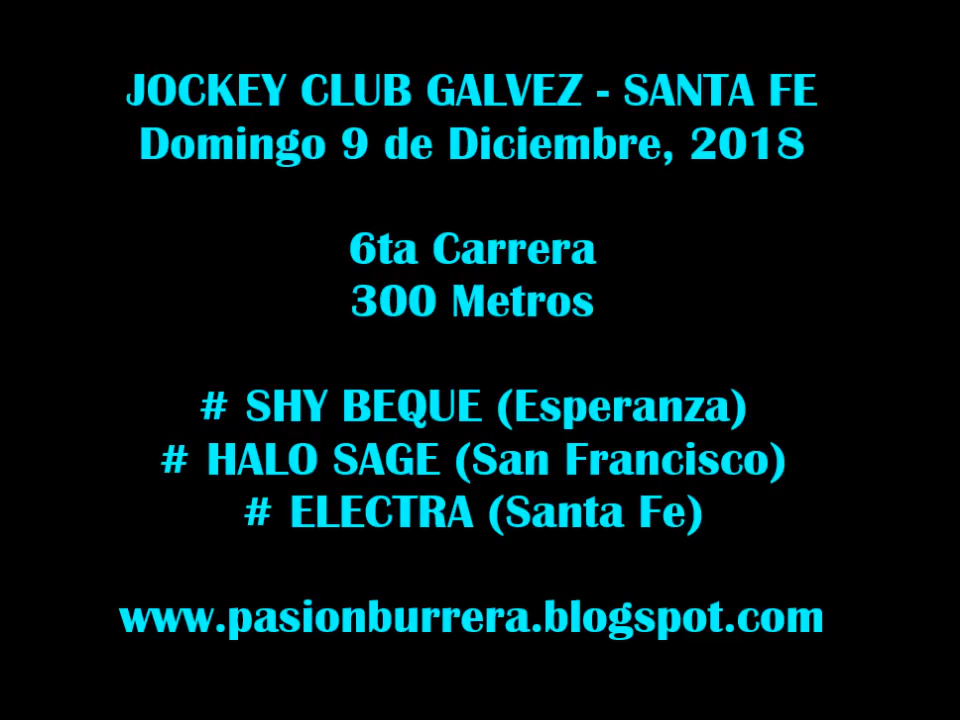 JOCKEY CLUB GALVEZ - SANTA FE
Domingo 9 de Diciembre, 2018
6ta Carrera
300 Metros
# SHY BEQUE (Esperanza)
# HALO SAGE (San Francisco)
# ELECTRA (Santa Fe)
www.pasionburrera.blogspot.com